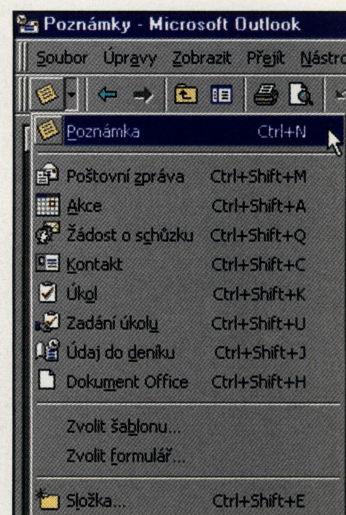 Poznámky - Microsoft Outlook
Soubor Úpravy Zobrazit Přejít Nástro
Poznámka Ctrl+N
Poštovní zpráva Ctrl+Shift+M
Akce Ctrl+Shift+A
Žádost o schůzku Ctrl+Shift+Q
Kontakt Ctrl+Shift+C
Úkol Ctrl+Shift+K
Zadání úkolu Ctrl+Shift+U
Údaj do deníku Ctrl+Shift+J
Dokument Office Ctrl+Shift+H
Zvolit šablonu...
Zvolit formulář...
Složka... Ctrl+Shift+E